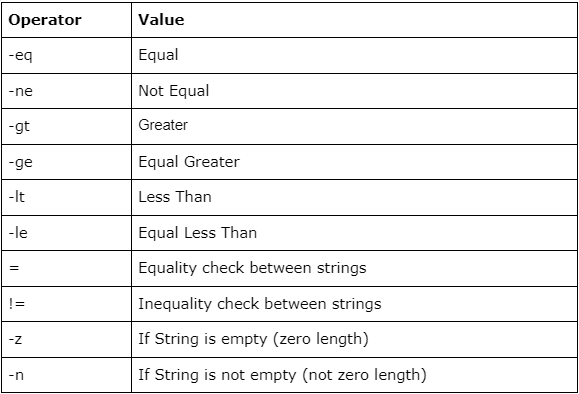 Operator Value
-eq Equal
-ne Not Equal
-gt Greater
-ge Equal Greater
-lt Less Than
-le Equal Less Than
= Equality check between strings
!= Inequality check between strings
-z If String is empty (zero length)
-n If String is not empty (not zero length)